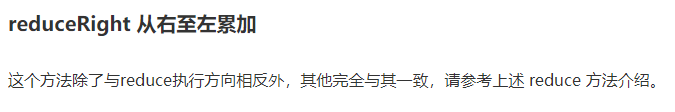 reduceRight 从右至左累加
这个方法除了与reduce执行方向相反外，其他完全与其一致，请参考上述 reduce 方法介绍。